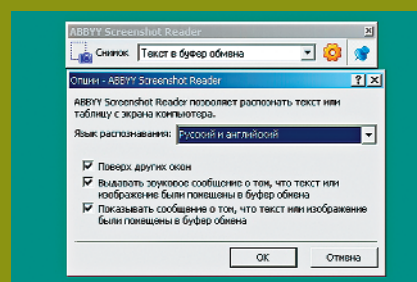 ABBYY Screenshot Reader
Снимок: Текст в буфер обмена
Опции - ABBYY Screenshot Reader
ABBYY Screenshot Reader позволяет распознать текст или
таблицу с экрана компьютера.
Язык распознавания: Русский и английский
Поверх других окон
Выдавать звуковое сообщение о том, что текст или
изображение были помещены в буфер обмена
Показывать сообщение о том, что текст или изображение
были помещены в буфер обмена
ОК Отмена